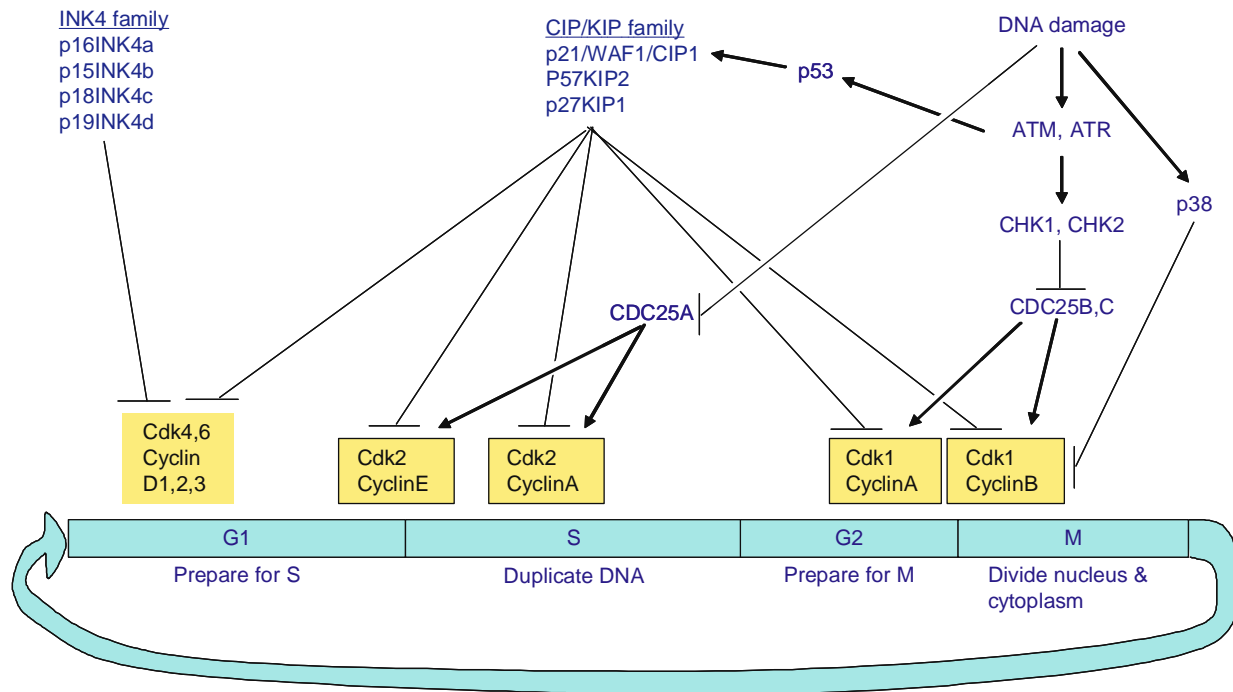 INK4 family
p16INK4a
p15INK4b
p18INK4c
p19INK4d
CIP/KIP family
p21/WAF1/CIP1
P57KIP2
p27KIP1
p53
DNA damage
ATM, ATR
p38
CHK1, CHK2
CDC25A
CDC25B,C
Cdk4,6
Cyclin
D1,2,3
Cdk2
CyclinE
Cdk2
CyclinA
Cdk1
CyclinA
Cdk1
CyclinB
G1
S
G2
M
Prepare for S
Duplicate DNA
Prepare for M
Divide nucleus &
cytoplasm